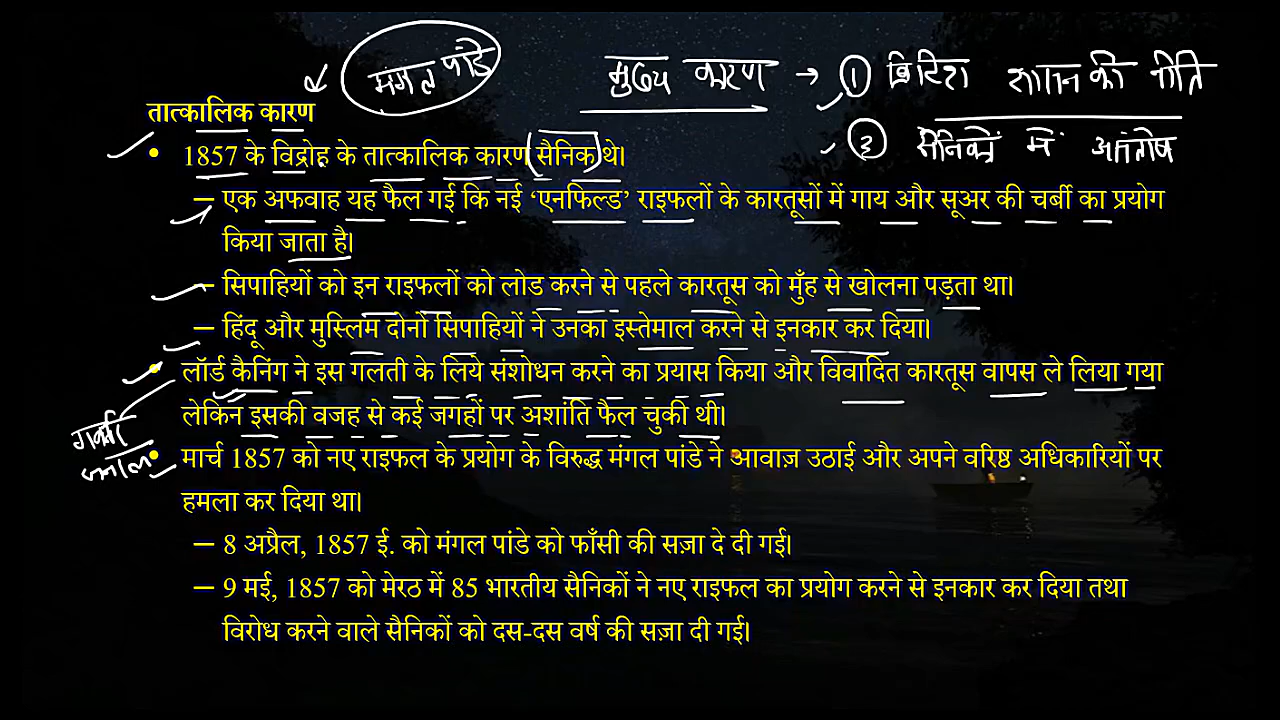 मंगल पांडे
मुख्य कारण → ① ब्रिटिश शासन की नीति
② सैनिकों में असंतोष
तात्कालिक कारण
• 1857 के विद्रोह के तात्कालिक कारण सैनिक थे।
– एक अफवाह यह फैल गई कि नई ‘एनफिल्ड’ राइफलों के कारतूसों में गाय और सूअर की चर्बी का प्रयोग
किया जाता है।
– सिपाहियों को इन राइफलों को लोड करने से पहले कारतूस को मुँह से खोलना पड़ता था।
– हिंदू और मुस्लिम दोनों सिपाहियों ने उनका इस्तेमाल करने से इनकार कर दिया।
• लॉर्ड कैनिंग ने इस गलती के लिये संशोधन करने का प्रयास किया और विवादित कारतूस वापस ले लिया गया
लेकिन इसकी वजह से कई जगहों पर अशांति फैल चुकी थी।
गवर्नर
जनरल
• मार्च 1857 को नए राइफल के प्रयोग के विरुद्ध मंगल पांडे ने आवाज़ उठाई और अपने वरिष्ठ अधिकारियों पर
हमला कर दिया था।
– 8 अप्रैल, 1857 ई. को मंगल पांडे को फाँसी की सज़ा दे दी गई।
– 9 मई, 1857 को मेरठ में 85 भारतीय सैनिकों ने नए राइफल का प्रयोग करने से इनकार कर दिया तथा
विरोध करने वाले सैनिकों को दस-दस वर्ष की सज़ा दी गई।